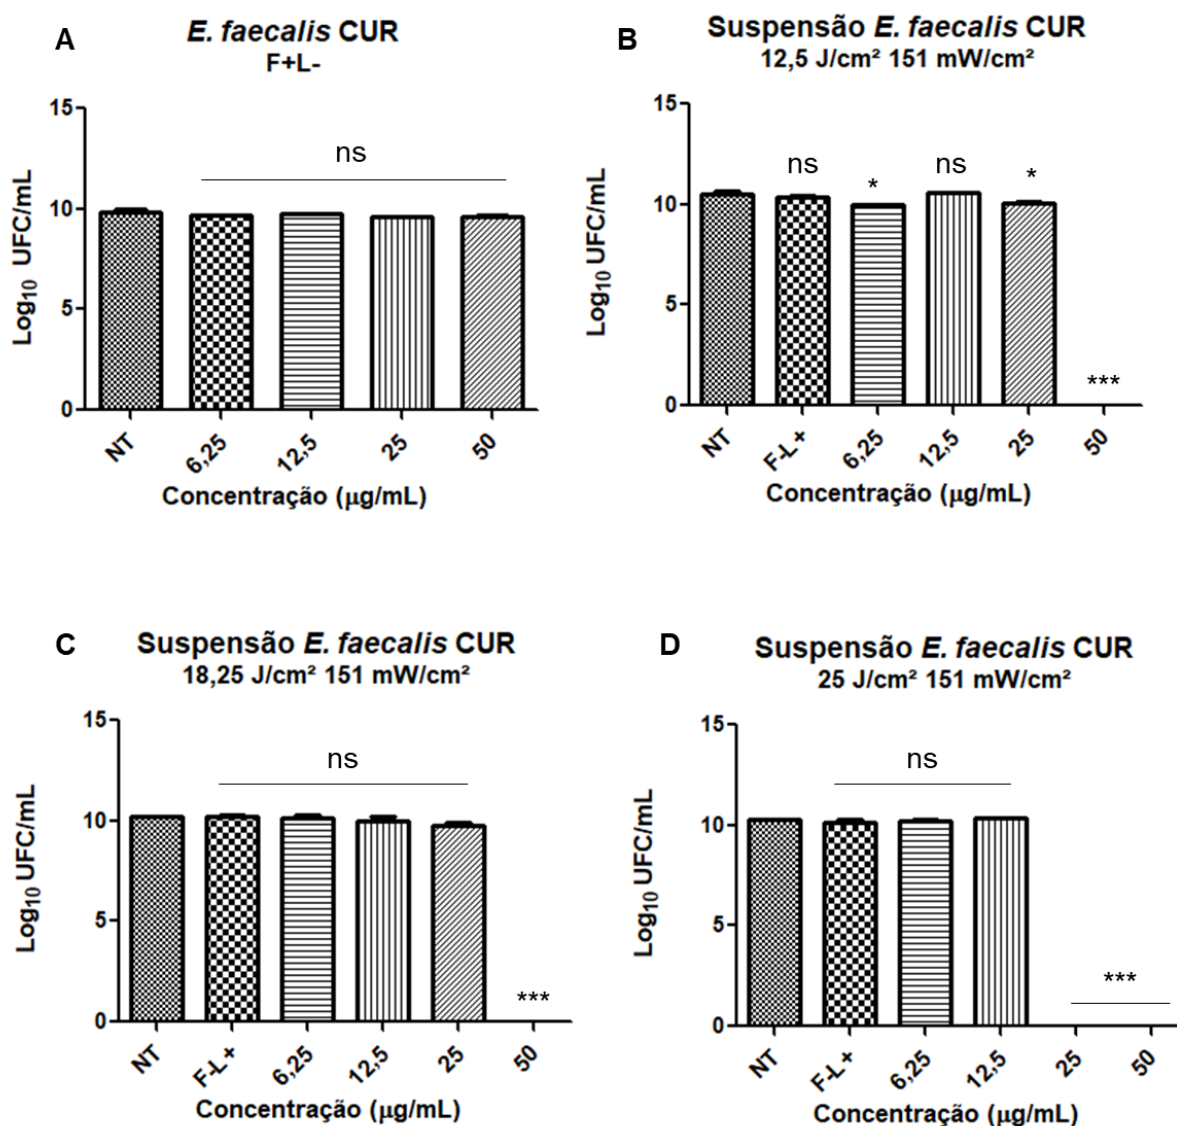 A
E. faecalis CUR
F+L-
ns
15
10
5
0
Log₁₀ UFC/mL
NT
6,25
12,5
25
50
Concentração (µg/mL)
B
Suspensão E. faecalis CUR
12,5 J/cm² 151 mW/cm²
ns
*
ns
*
***
15
10
5
0
Log₁₀ UFC/mL
NT
F-L+
6,25
12,5
25
50
Concentração (µg/mL)
C
Suspensão E. faecalis CUR
18,25 J/cm² 151 mW/cm²
ns
***
15
10
5
0
Log₁₀ UFC/mL
NT
F-L+
6,25
12,5
25
50
Concentração (µg/mL)
D
Suspensão E. faecalis CUR
25 J/cm² 151 mW/cm²
ns
***
15
10
5
0
Log₁₀ UFC/mL
NT
F-L+
6,25
12,5
25
50
Concentração (µg/mL)